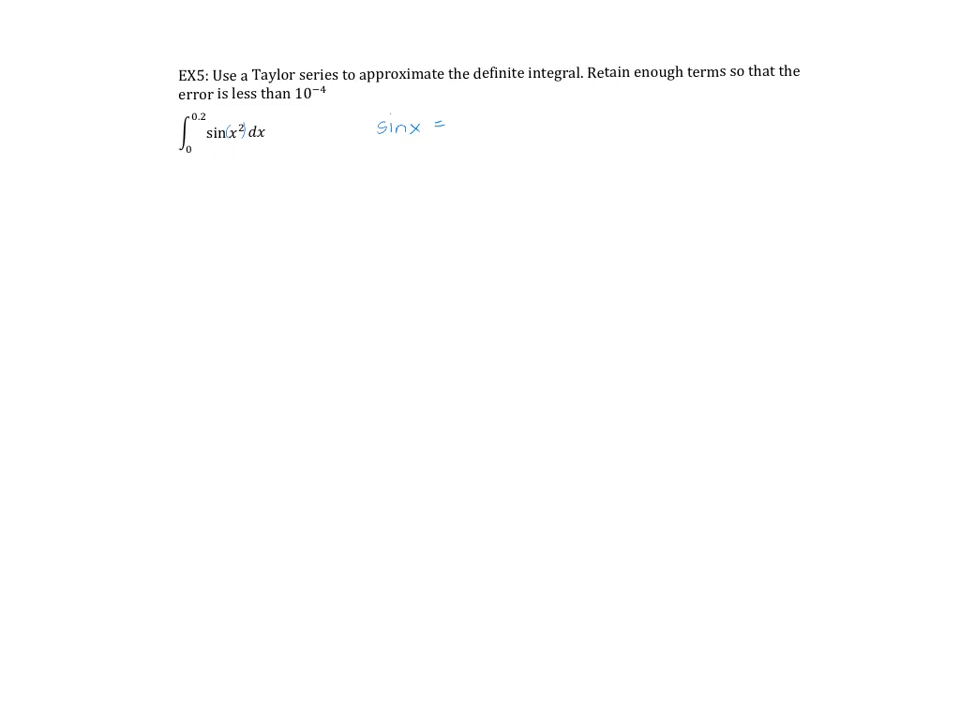 EX5: Use a Taylor series to approximate the definite integral. Retain enough terms so that the
error is less than 10⁻⁴
∫₀^0.2 sin(x²) dx
sinx =